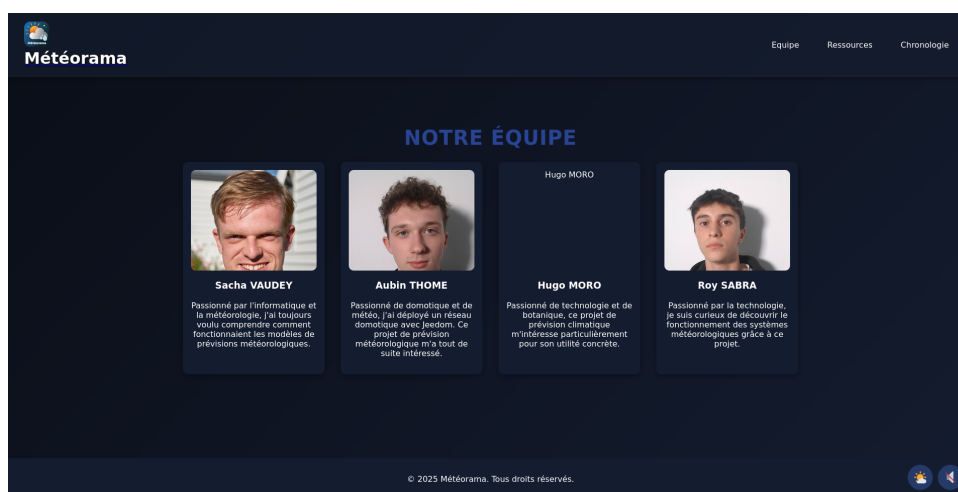 Météorama
Equipe Ressources Chronologie
NOTRE ÉQUIPE
Sacha VAUDEY
Passionné par l'informatique et
la météorologie, j'ai toujours
voulu comprendre comment
fonctionnaient les modèles de
prévisions météorologiques.
Aubin THOME
Passionné de domotique et de
météo, j'ai déployé un réseau
domotique avec Jeedom. Ce
projet de prévision
météorologique m'a tout de
suite intéressé.
Hugo MORO
Hugo MORO
Passionné de technologie et de
botanique, ce projet de
prévision climatique
m'intéresse particulièrement
pour son utilité concrète.
Roy SABRA
Passionné par la technologie,
je suis curieux de découvrir le
fonctionnement des systèmes
météorologiques grâce à ce
projet.
© 2025 Météorama. Tous droits réservés.